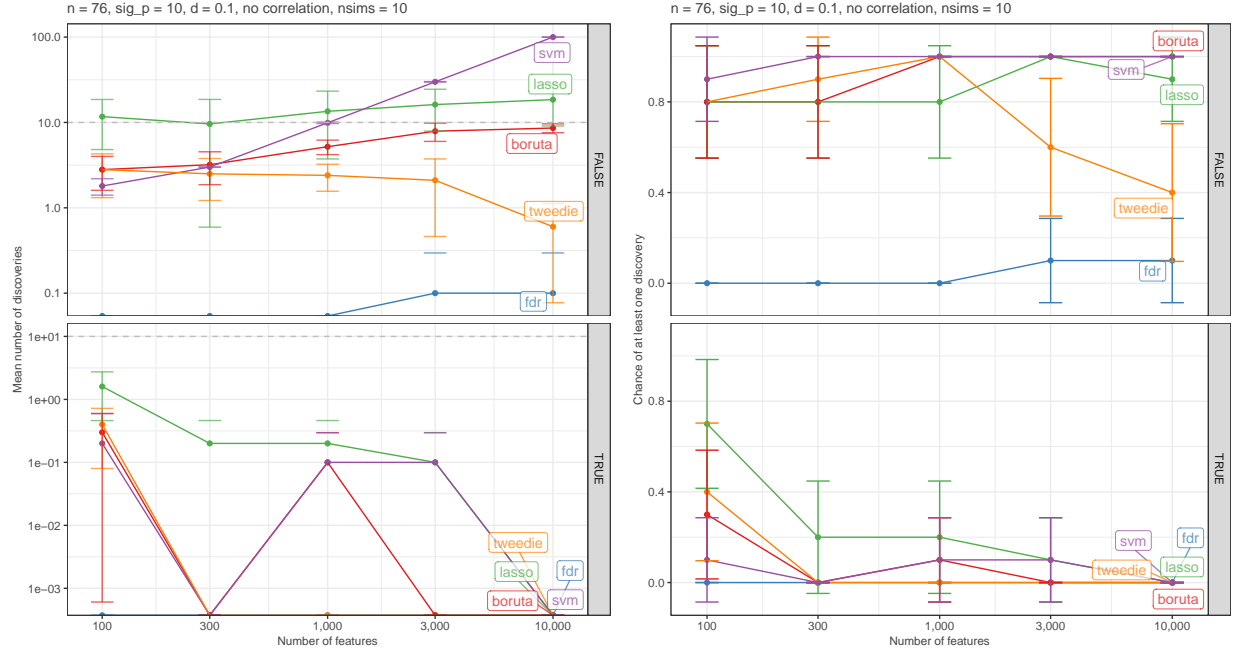 n = 76, sig_p = 10, d = 0.1, no correlation, nsims = 10
Mean number of discoveries
100.0
10.0
1.0
0.1
svm
lasso
boruta
tweedie
fdr
FALSE
1e+01
1e+00
1e−01
1e−02
1e−03
tweedie
lasso
fdr
boruta
svm
TRUE
100
300
1,000
3,000
10,000
Number of features
n = 76, sig_p = 10, d = 0.1, no correlation, nsims = 10
Chance of at least one discovery
0.8
0.4
0.0
boruta
svm
lasso
tweedie
fdr
FALSE
0.8
0.4
0.0
svm
fdr
tweedie
lasso
boruta
TRUE
100
300
1,000
3,000
10,000
Number of features